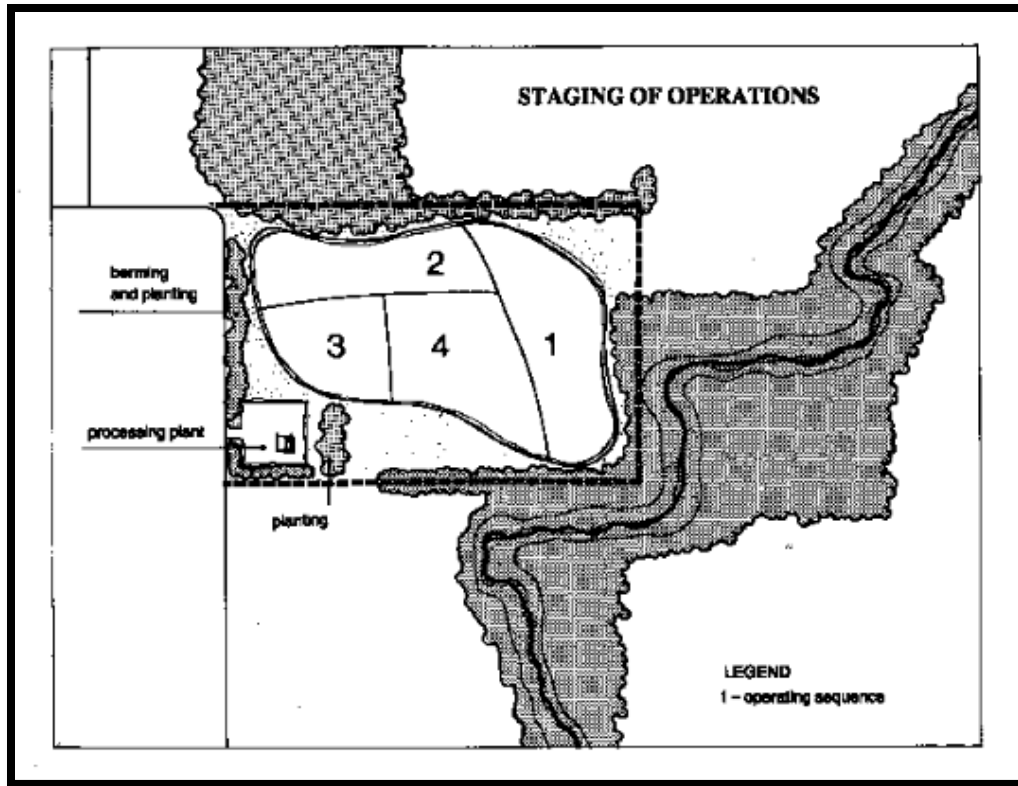 STAGING OF OPERATIONS
2
berming
and planting
3
4
1
processing plant
planting
LEGEND
1 – operating sequence